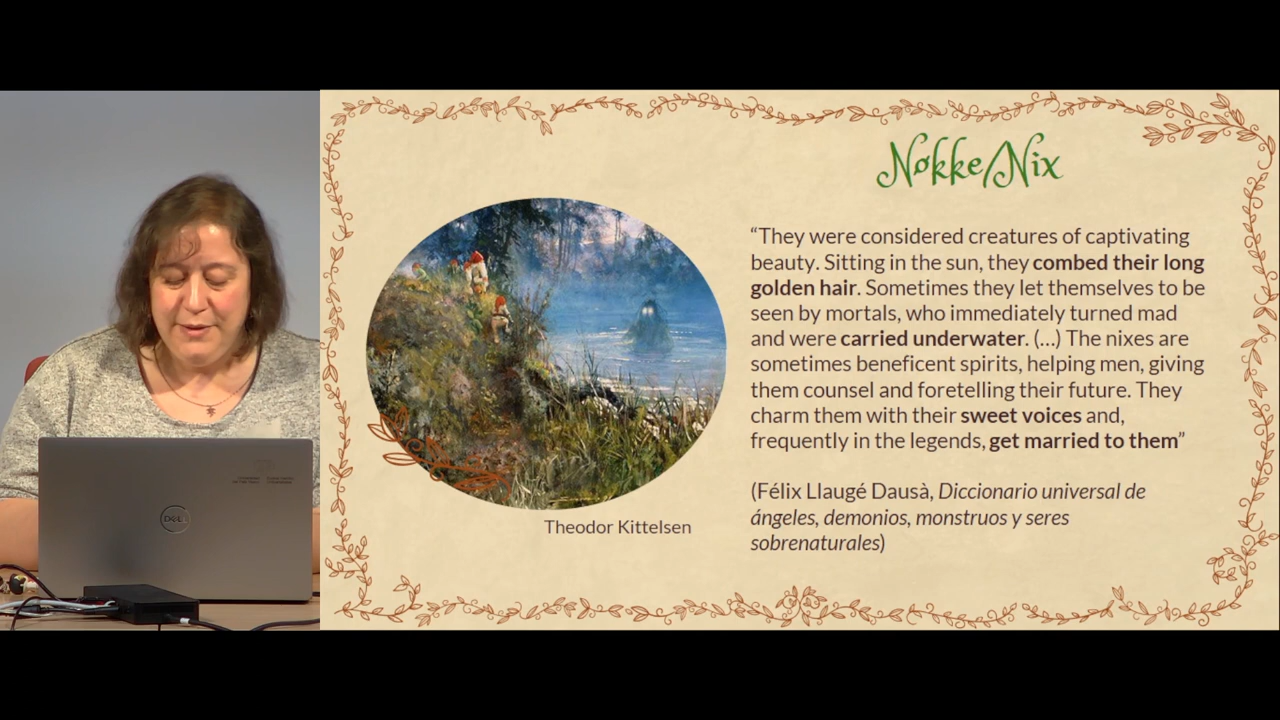 Nøkke/Nix
“They were considered creatures of captivating
beauty. Sitting in the sun, they combed their long
golden hair. Sometimes they let themselves to be
seen by mortals, who immediately turned mad
and were carried underwater. (...) The nixes are
sometimes beneficent spirits, helping men, giving
them counsel and foretelling their future. They
charm them with their sweet voices and,
frequently in the legends, get married to them”
(Félix Llaugé Dausà, Diccionario universal de
ángeles, demonios, monstruos y seres
sobrenaturales)
Theodor Kittelsen
DELL